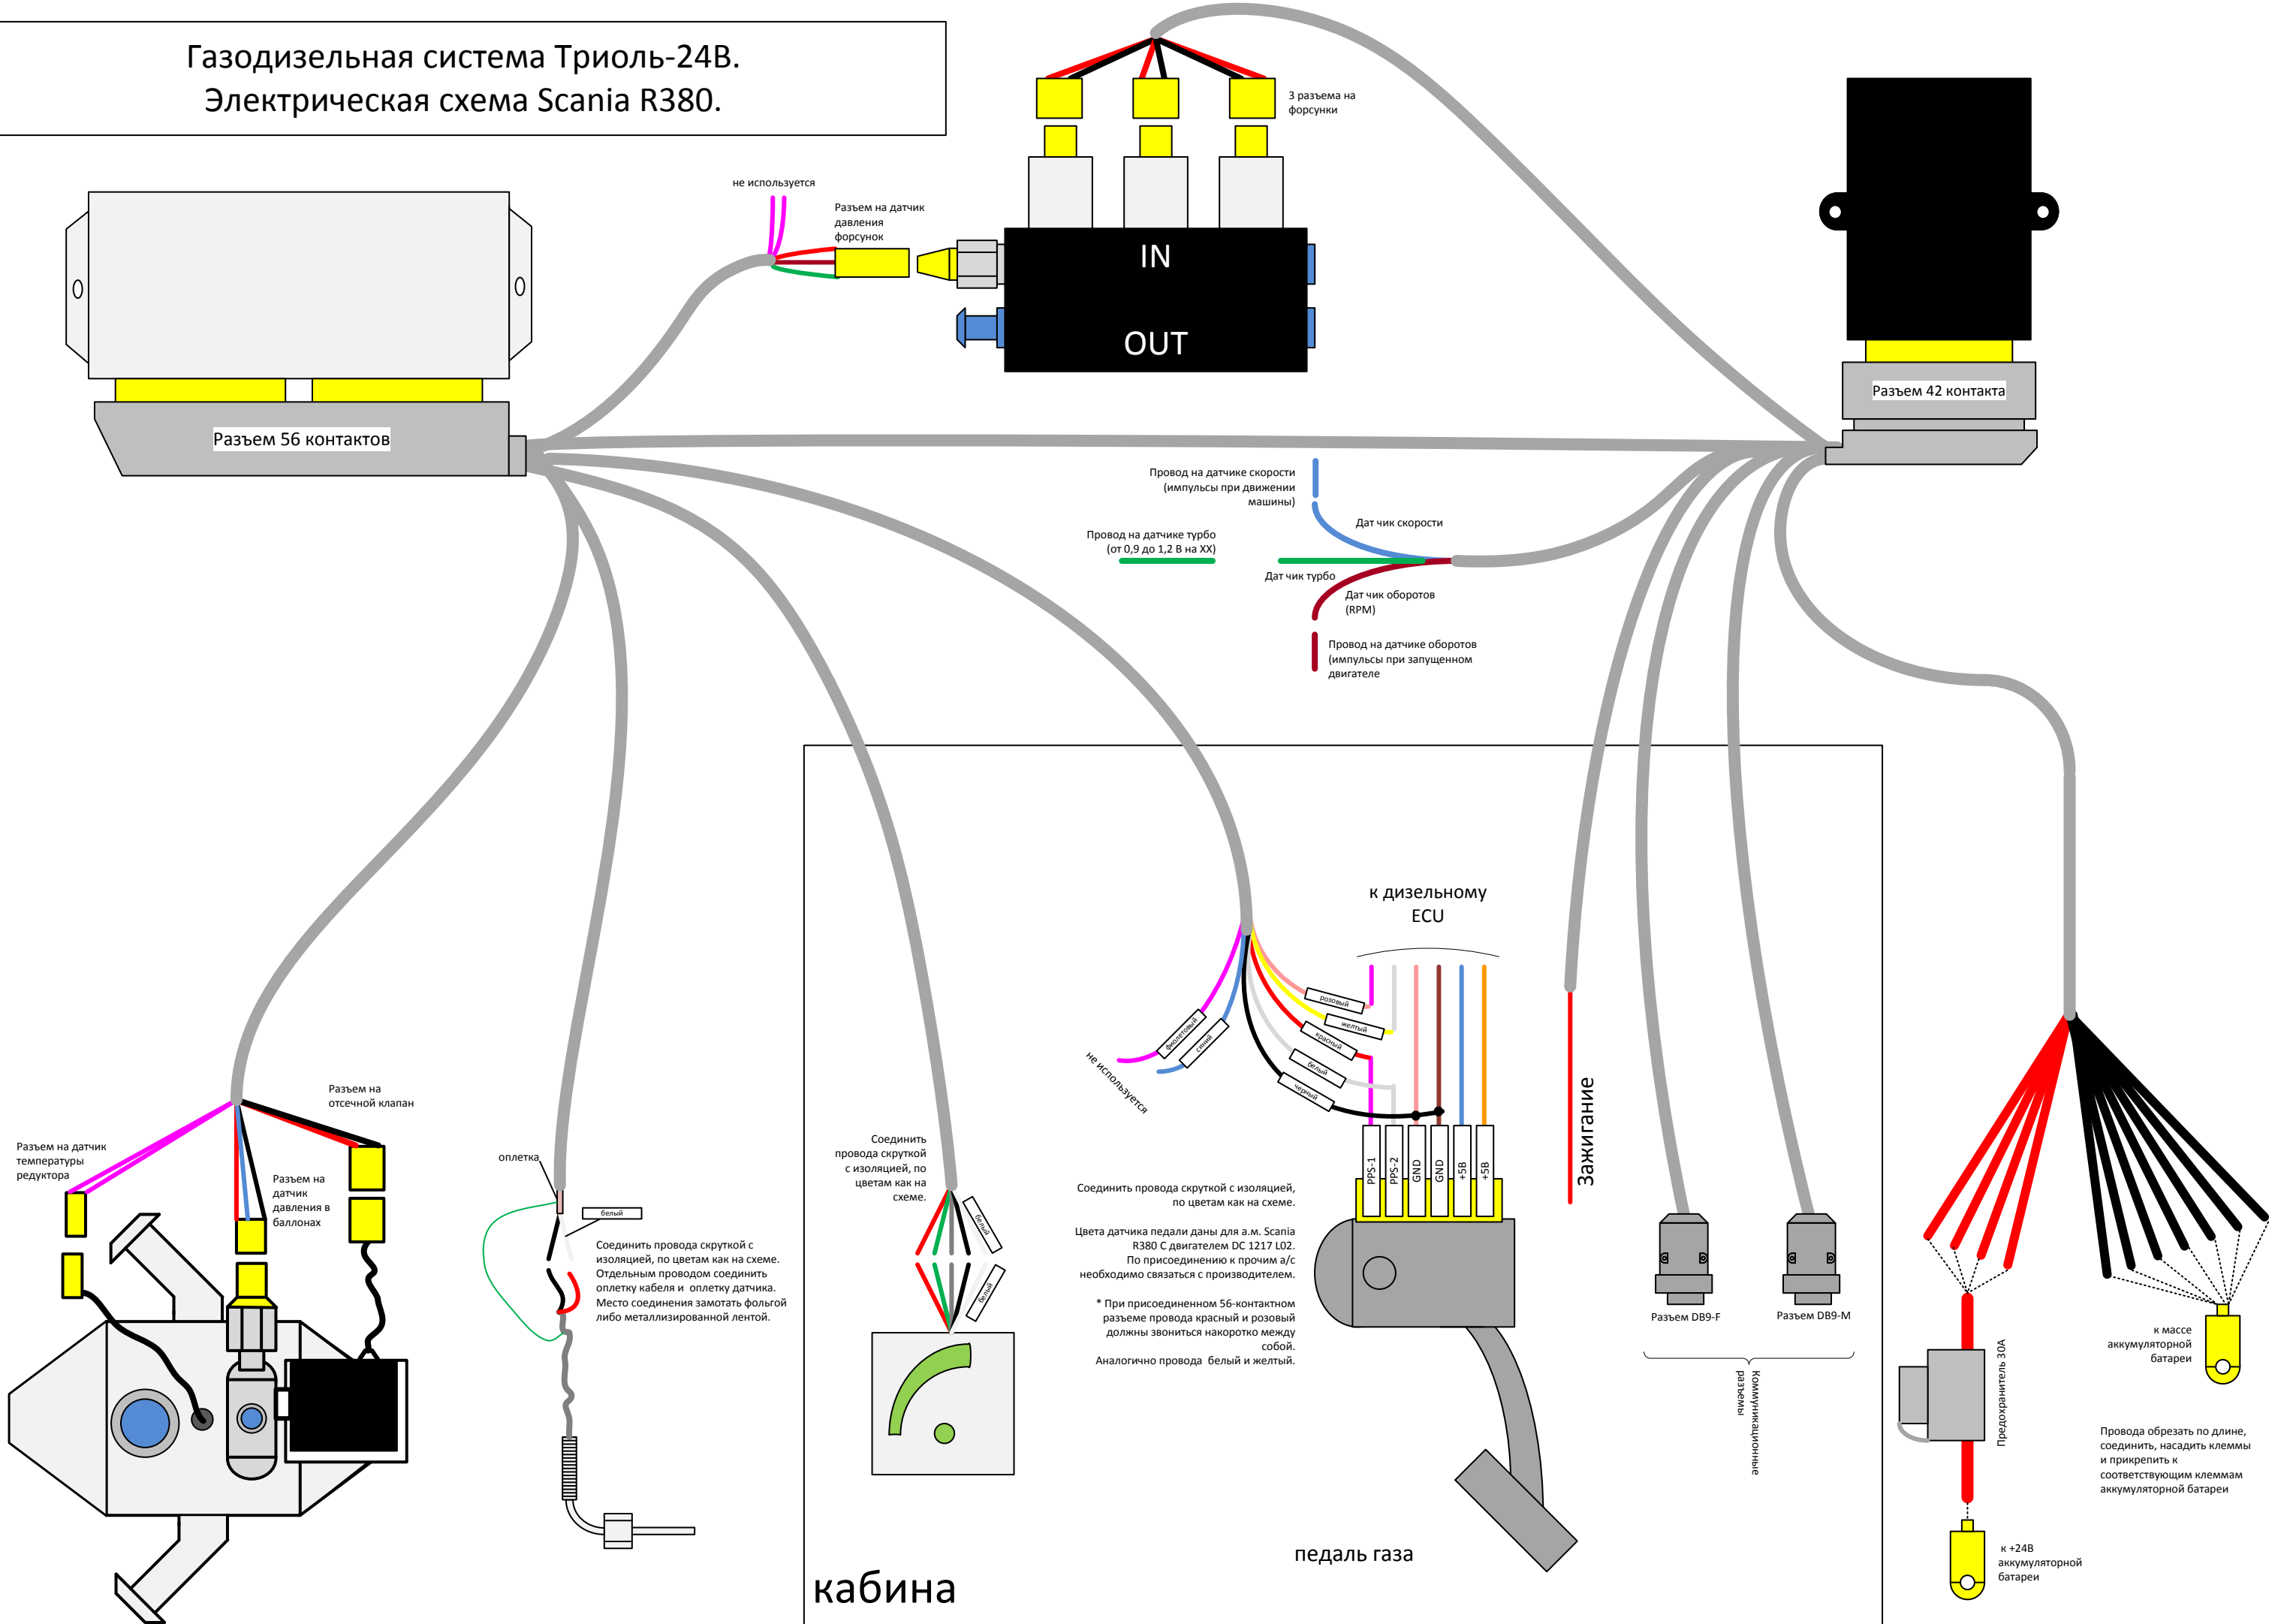 Газодизельная система Триоль-24В.
Электрическая схема Scania R380.
3 разъема на
форсунки
не используется
Разъем на датчик
давления
форсунок
IN
OUT
Разъем 56 контактов
Разъем 42 контакта
Провод на датчике скорости
(импульсы при движении
машины)
Дат чик скорости
Провод на датчике турбо
(от 0,9 до 1,2 В на ХХ)
Дат чик турбо
Дат чик оборотов
(RPM)
Провод на датчике оборотов
(импульсы при запущенном
двигателе
к дизельному
ECU
розовый
желтый
красный
белый
черный
фиолетовый
синий
не используется
PPS-1
PPS-2
GND
GND
+5В
+5В
Зажигание
Разъем на
отсечной клапан
Разъем на датчик
температуры
редуктора
Разъем на
датчик
давления в
баллонах
оплетка
белый
Соединить провода скруткой с
изоляцией, по цветам как на схеме.
Отдельным проводом соединить
оплетку кабеля и  оплетку датчика.
Место соединения замотать фольгой
либо металлизированной лентой.
Соединить
провода скруткой
с изоляцией, по
цветам как на
схеме.
белый
белый
Соединить провода скруткой с изоляцией,
по цветам как на схеме.
Цвета датчика педали даны для а.м. Scania
R380 С двигателем DC 1217 L02.
По присоединению к прочим а/с
необходимо связаться с производителем.
* При присоединенном 56-контактном
разъеме провода красный и розовый
должны звониться накоротко между
собой.
Аналогично провода  белый и желтый.
Разъем DB9-F
Разъем DB9-M
Коммуникационные
разъемы
к массе
аккумуляторной
батареи
Предохранитель 30А
Провода обрезать по длине,
соединить, насадить клеммы
и прикрепить к
соответствующим клеммам
аккумуляторной батареи
к +24В
аккумуляторной
батареи
педаль газа
кабина